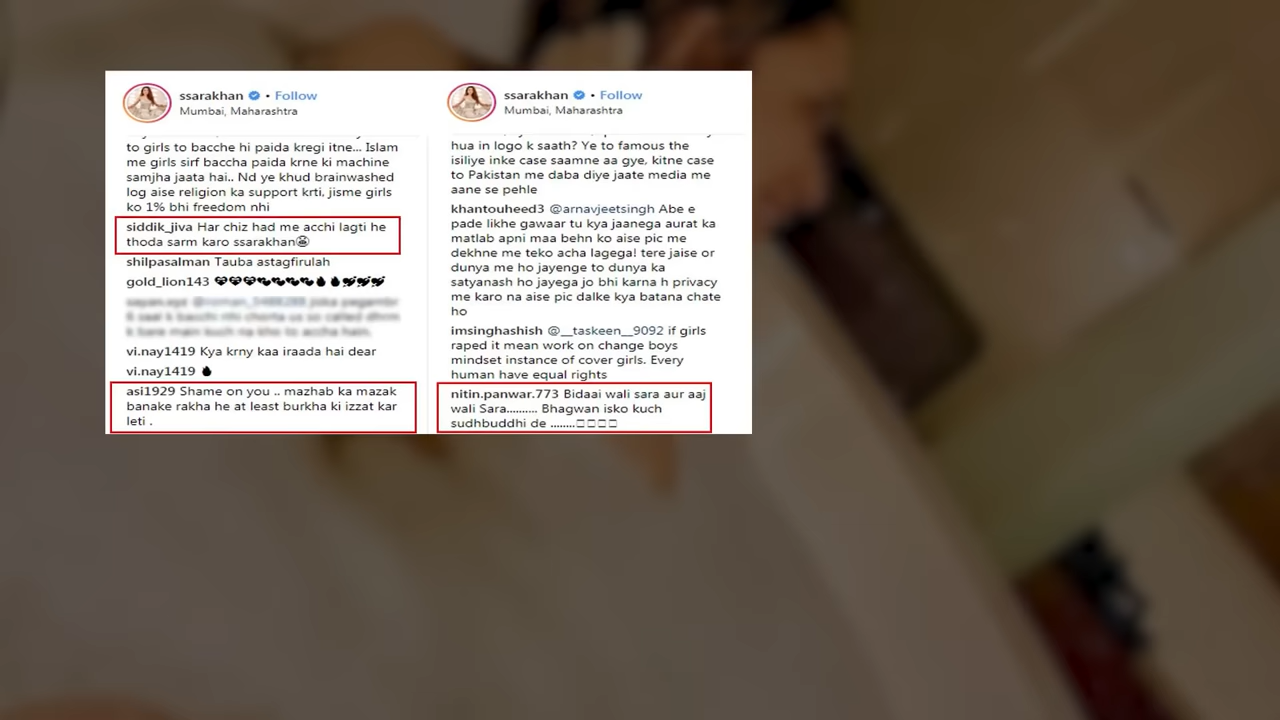 ssarakhan • Follow
Mumbai, Maharashtra
to girls to bacche hi paida kregi itne... Islam
me girls sirf baccha paida krne ki machine
samjha jaata hai.. Nd ye khud brainwashed
log aise religion ka support krti, jisme girls
ko 1% bhi freedom nhi
siddik_jiva Har chiz had me acchi lagti he
thoda sarm karo ssarakhan😩
shilpasalman Tauba astagfirulah
gold_lion143
vi.nay1419 Kya krny kaa iraada hai dear
vi.nay1419 🔥
asi1929 Shame on you .. mazhab ka mazak
banake rakha he at least burkha ki izzat kar
leti .
ssarakhan • Follow
Mumbai, Maharashtra
hua in logo k saath? Ye to famous the
isiliye inke case saamne aa gye, kitne case
to Pakistan me daba diye jaate media me
aane se pehle
khantouheed3 @arnavjeetsingh Abe e
pade likhe gawaar tu kya jaanega aurat ka
matlab apni maa behn ko aise pic me
dekhne me teko acha lagega! tere jaise or
dunya me ho jayenge to dunya ka
satyanash ho jayega jo bhi karna h privacy
me karo na aise pic dalke kya batana chate
ho
imsinghashish @__taskeen__9092 if girls
raped it mean work on change boys
mindset instance of cover girls. Every
human have equal rights
nitin.panwar.773 Bidaai wali sara aur aaj
wali Sara.......... Bhagwan isko kuch
sudhbuddhi de ........□□□□